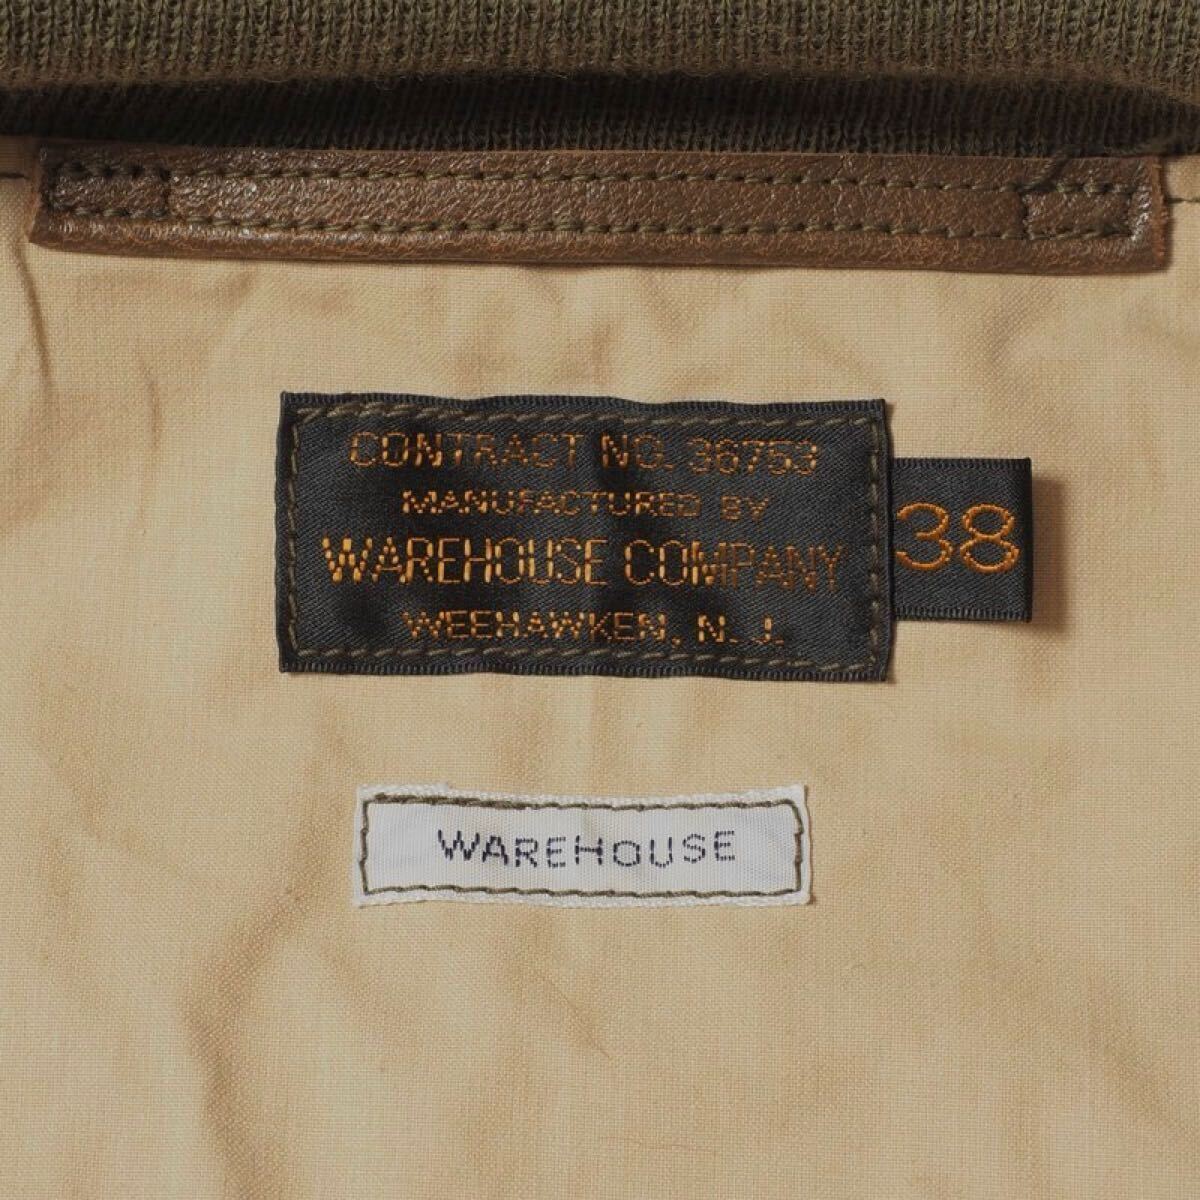 CONTRACT NO. 36753
MANUFACTURED BY
WAREHOUSE COMPANY
WEEHAWKEN, N. J.
38
WAREHOUSE